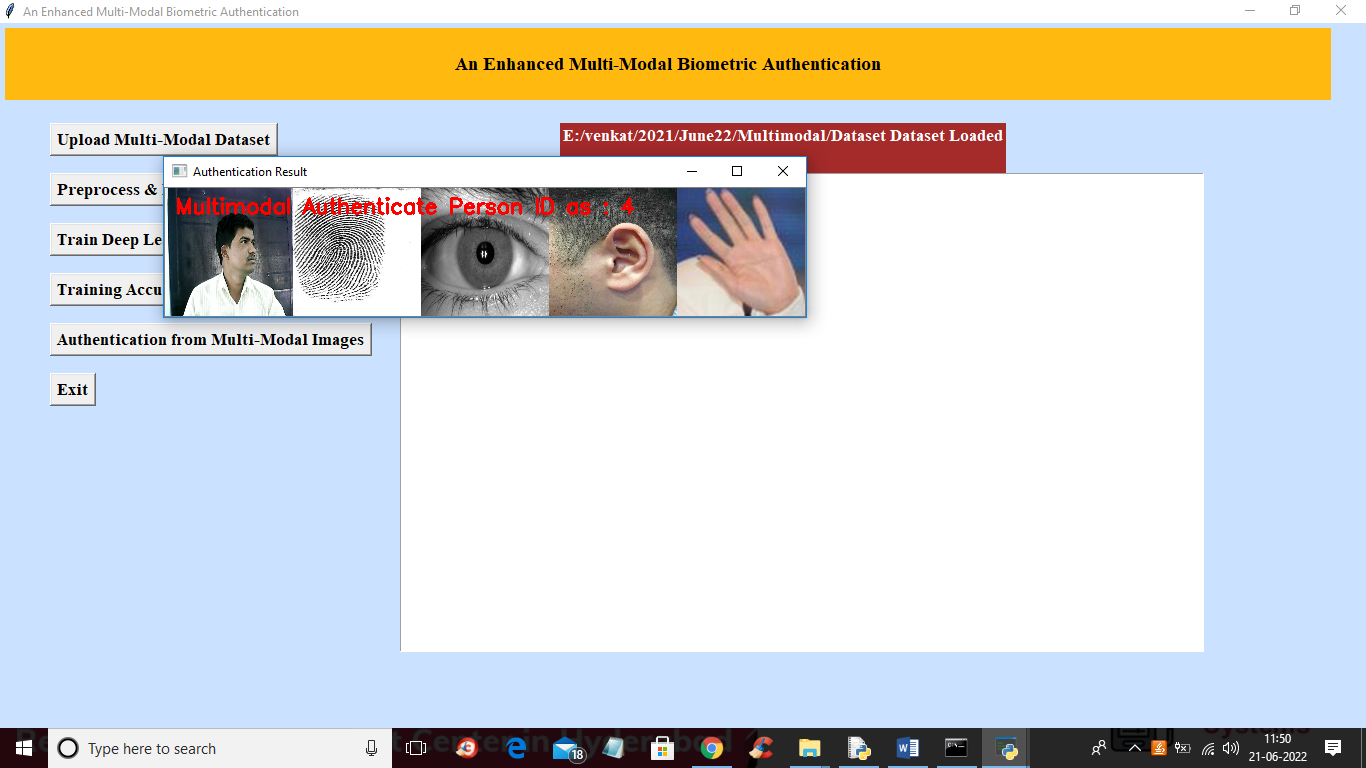 An Enhanced Multi-Modal Biometric Authentication
An Enhanced Multi-Modal Biometric Authentication
Upload Multi-Modal Dataset
E:/venkat/2021/June22/Multimodal/Dataset Dataset Loaded
Authentication Result
Preprocess &
Multimodal Authenticate Person ID as : 4
Train Deep Le
Training Accu
Authentication from Multi-Modal Images
Exit
Type here to search
18
11:50
21-06-2022